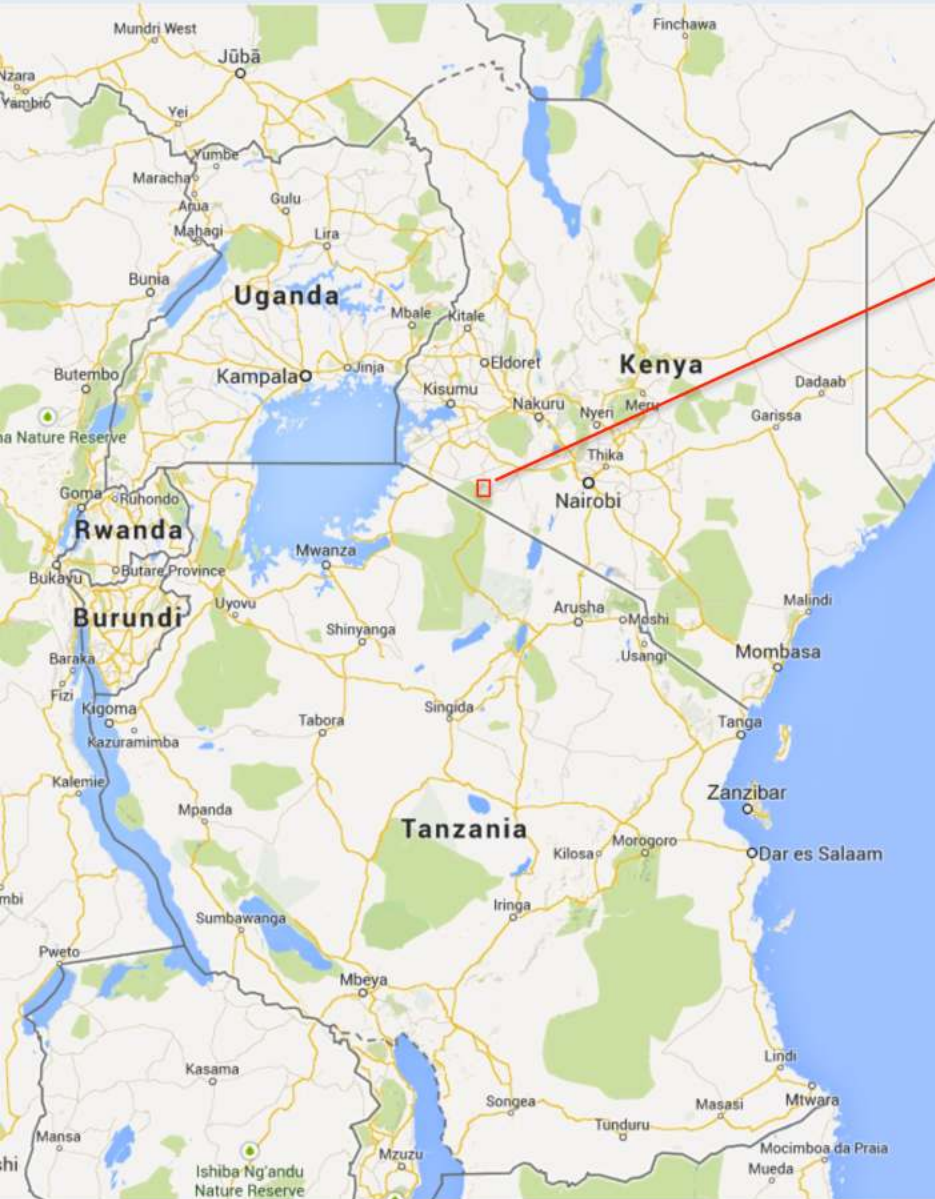 Finchawa
Mundri West
Jūbā
Nzara
Yambio
Yei
Yumbe
Maracha
Arua
Gulu
Mahagi
Lira
Bunia
Uganda
Mbale
Kitale
Eldoret
Kenya
Butembo
Kampala
Jinja
Kisumu
Nakuru
Nyeri
Meru
Dadaab
Garissa
na Nature Reserve
Thika
Nairobi
Goma
Ruhondo
Rwanda
Mwanza
Bukavu
Butare Province
Burundi
Uyovu
Shinyanga
Arusha
Moshi
Malindi
Usangi
Mombasa
Baraka
Fizi
Kigoma
Kazuramimba
Tabora
Singida
Tanga
Kalemie
Zanzibar
Mpanda
Tanzania
Kilosa
Morogoro
Dar es Salaam
mbi
Sumbawanga
Iringa
Pweto
Mbeya
Kasama
Lindi
Mtwara
Songea
Masasi
Tunduru
Mansa
Mocimboa da Praia
Mueda
shi
Ishiba Ng'andu
Nature Reserve
Mzuzu